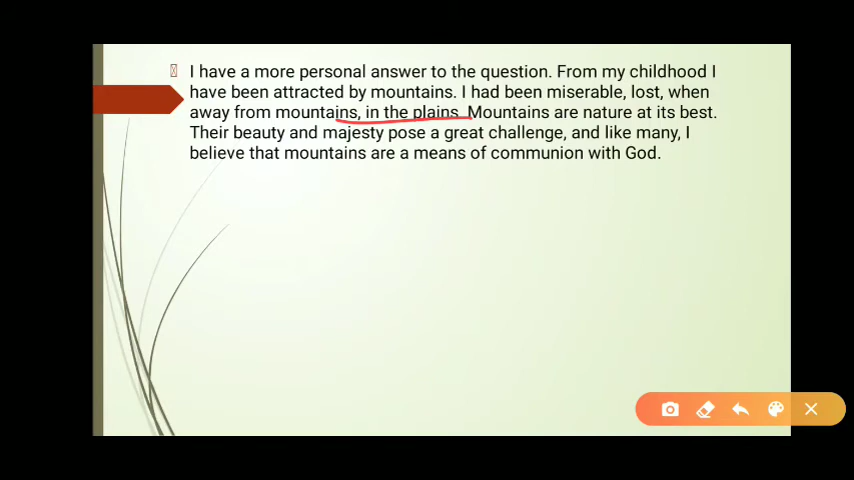 I have a more personal answer to the question. From my childhood I
have been attracted by mountains. I had been miserable, lost, when
away from mountains, in the plains. Mountains are nature at its best.
Their beauty and majesty pose a great challenge, and like many, I
believe that mountains are a means of communion with God.